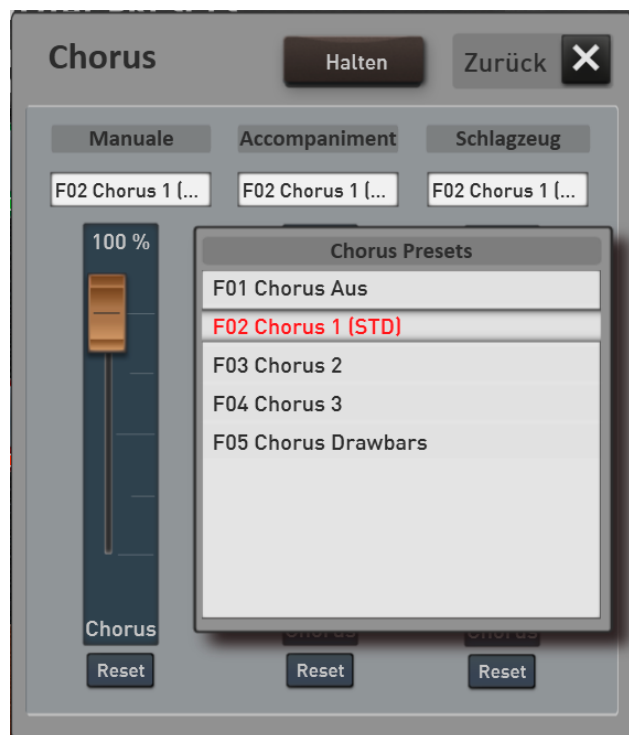 Chorus
Halten
Zurück
Manuale
Accompaniment
Schlagzeug
F02 Chorus 1 (...
F02 Chorus 1 (...
F02 Chorus 1 (...
100 %
Chorus Presets
F01 Chorus Aus
F02 Chorus 1 (STD)
F03 Chorus 2
F04 Chorus 3
F05 Chorus Drawbars
Chorus
Chorus
Chorus
Reset
Reset
Reset